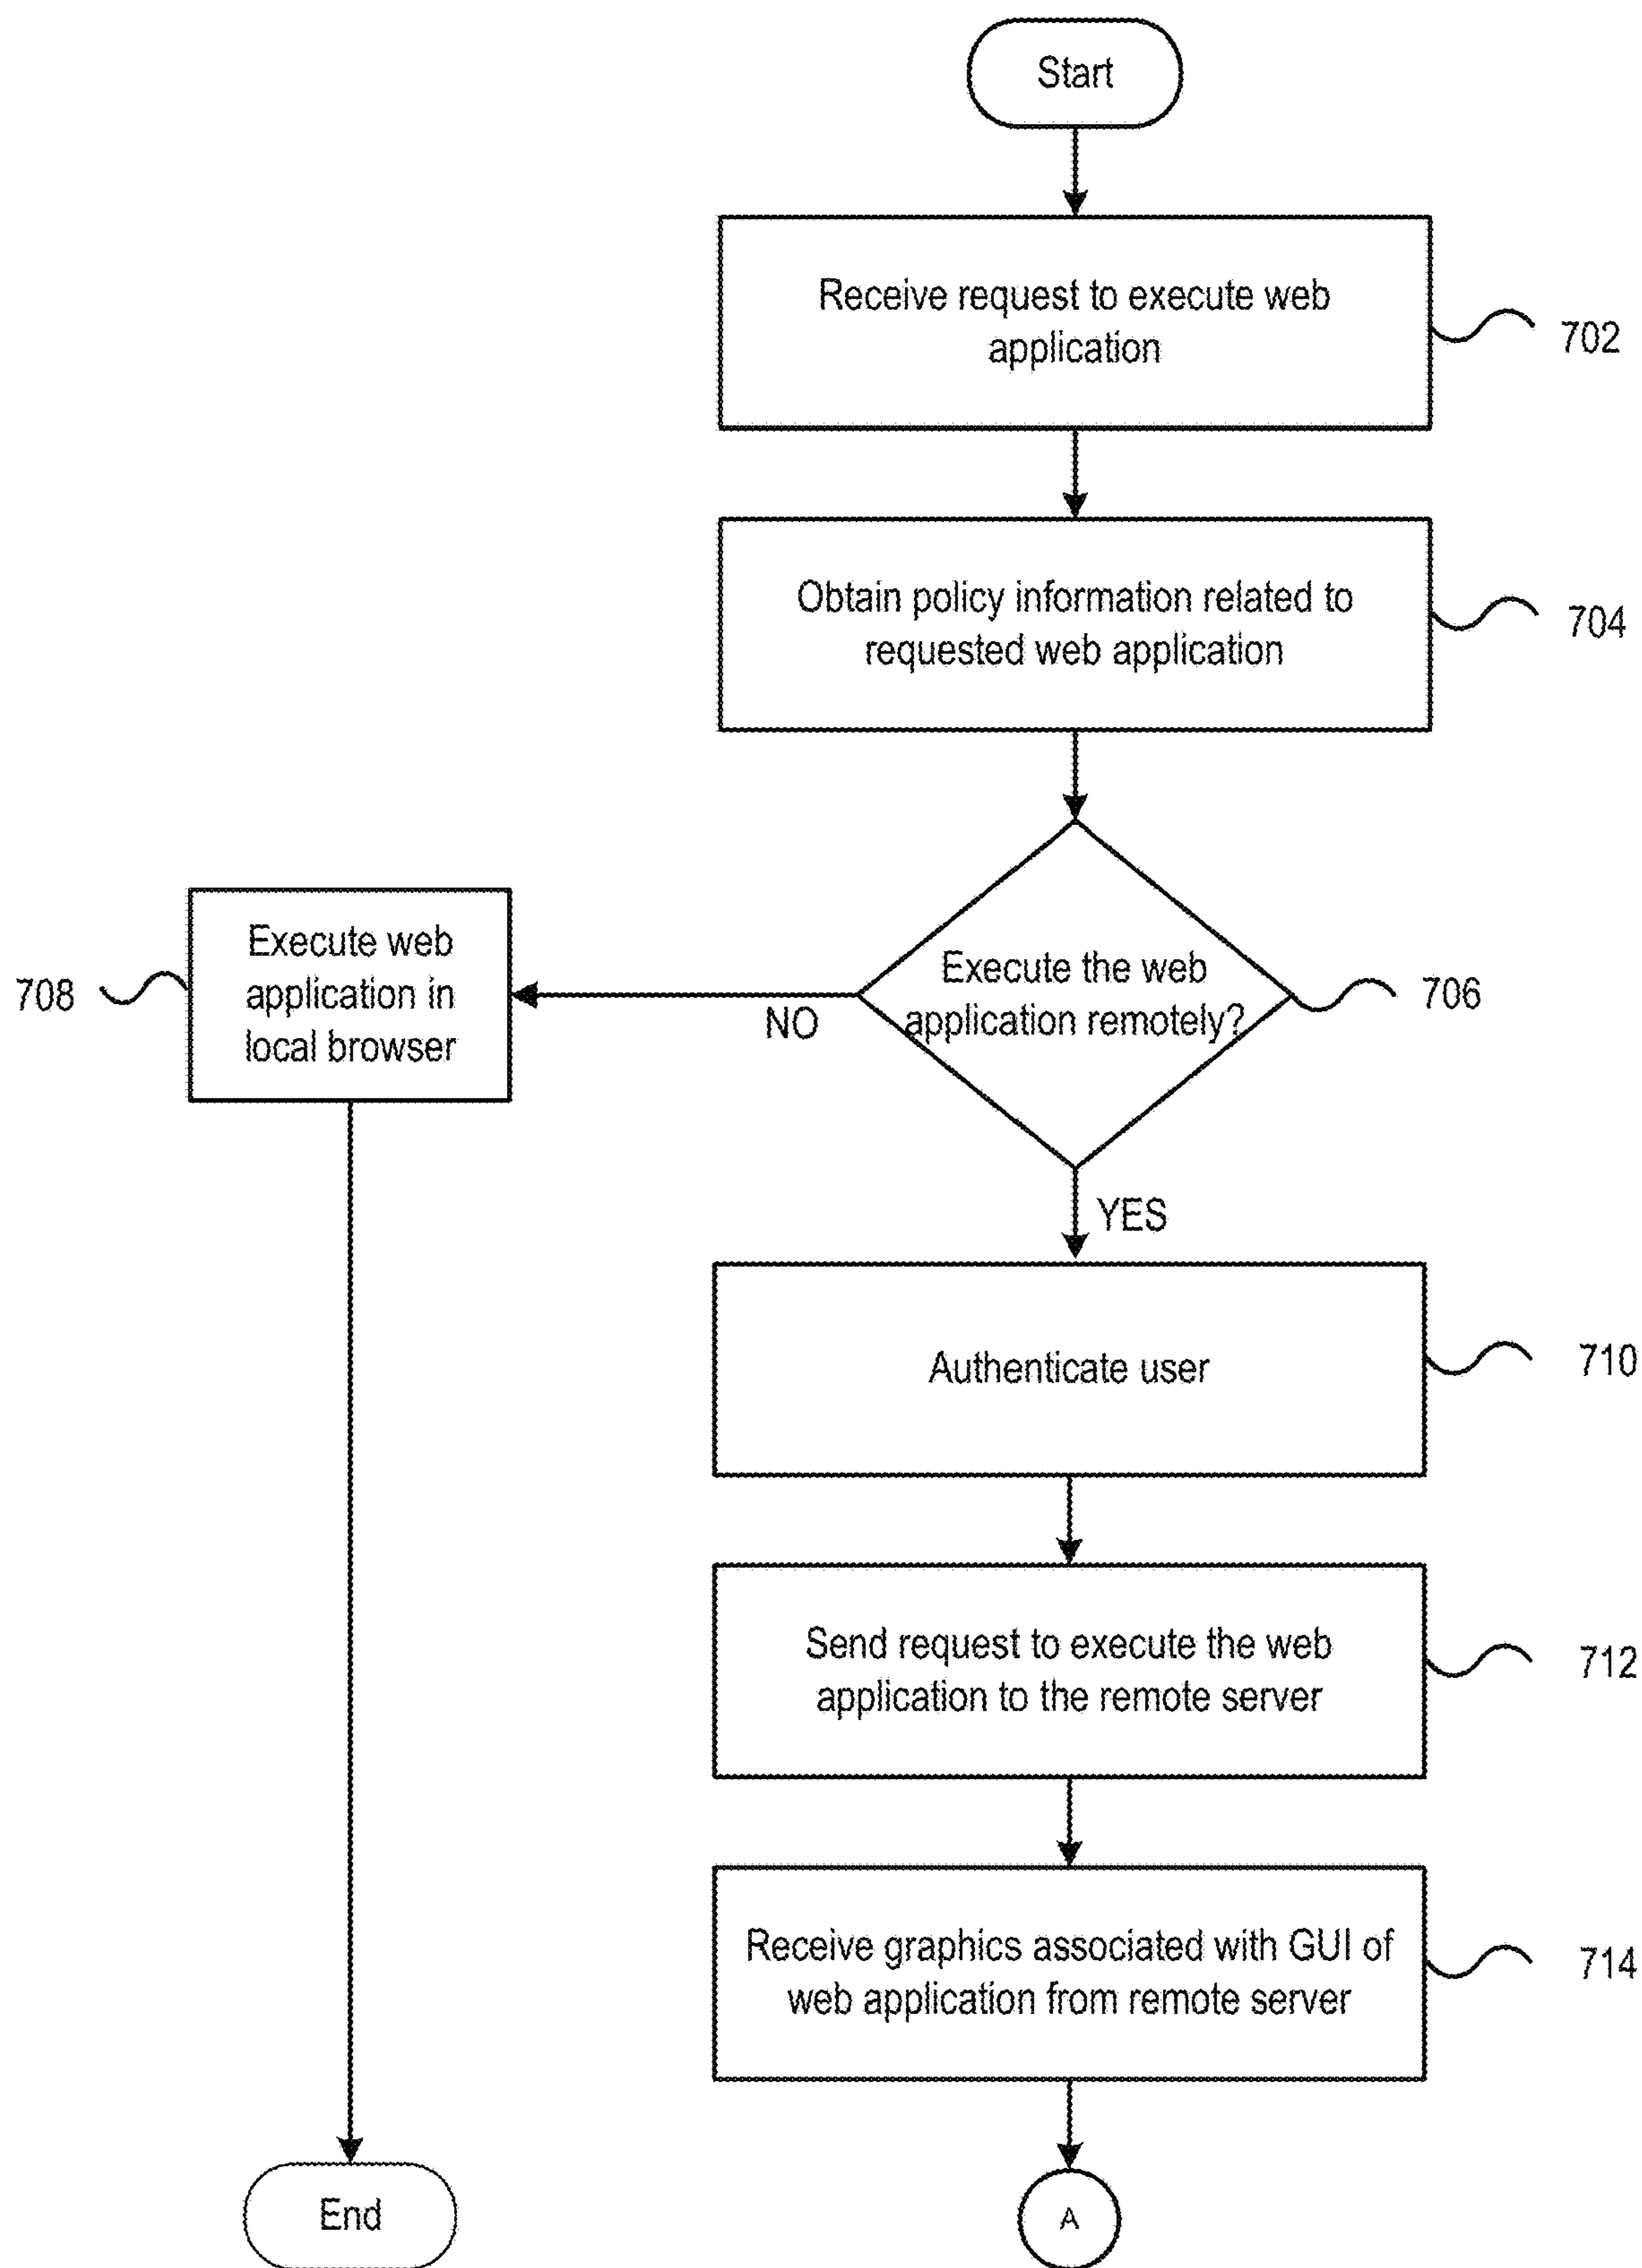 Start
Receive request to execute web
application
702
Obtain policy information related to
requested web application
704
Execute the web
application remotely?
706
NO
Execute web
application in
local browser
708
YES
Authenticate user
710
Send request to execute the web
application to the remote server
712
Receive graphics associated with GUI of
web application from remote server
714
End
A